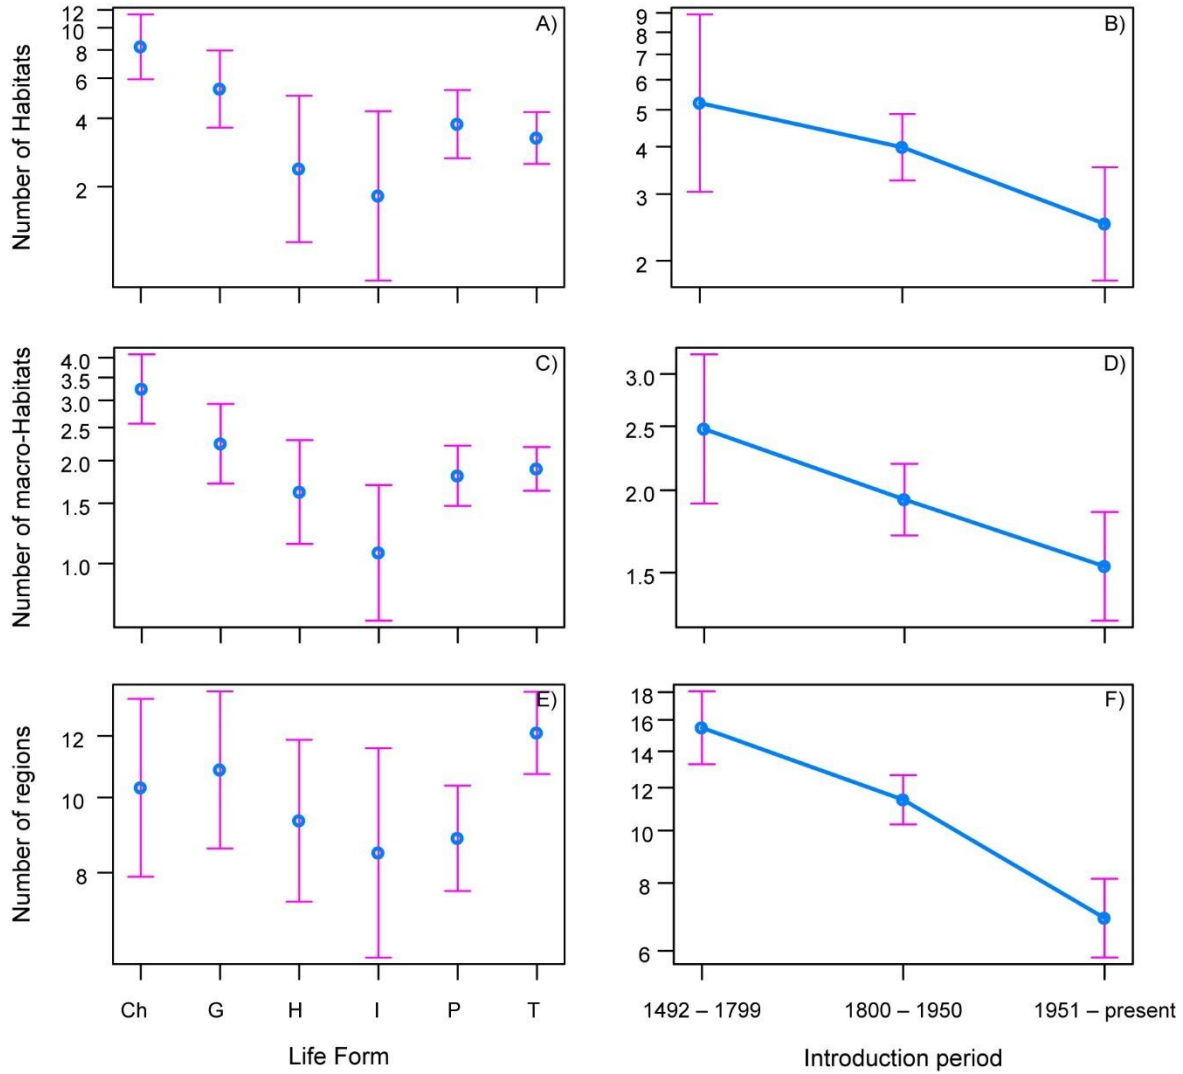 A)
Number of Habitats
12
10
8
6
4
2
B)
9
8
7
6
5
4
3
2
C)
Number of macro-Habitats
4.0
3.5
3.0
2.5
2.0
1.5
1.0
D)
3.0
2.5
2.0
1.5
E)
Number of regions
12
10
8
Ch G H I P T
Life Form
F)
18
16
14
12
10
8
6
1492 – 1799 1800 – 1950 1951 – present
Introduction period